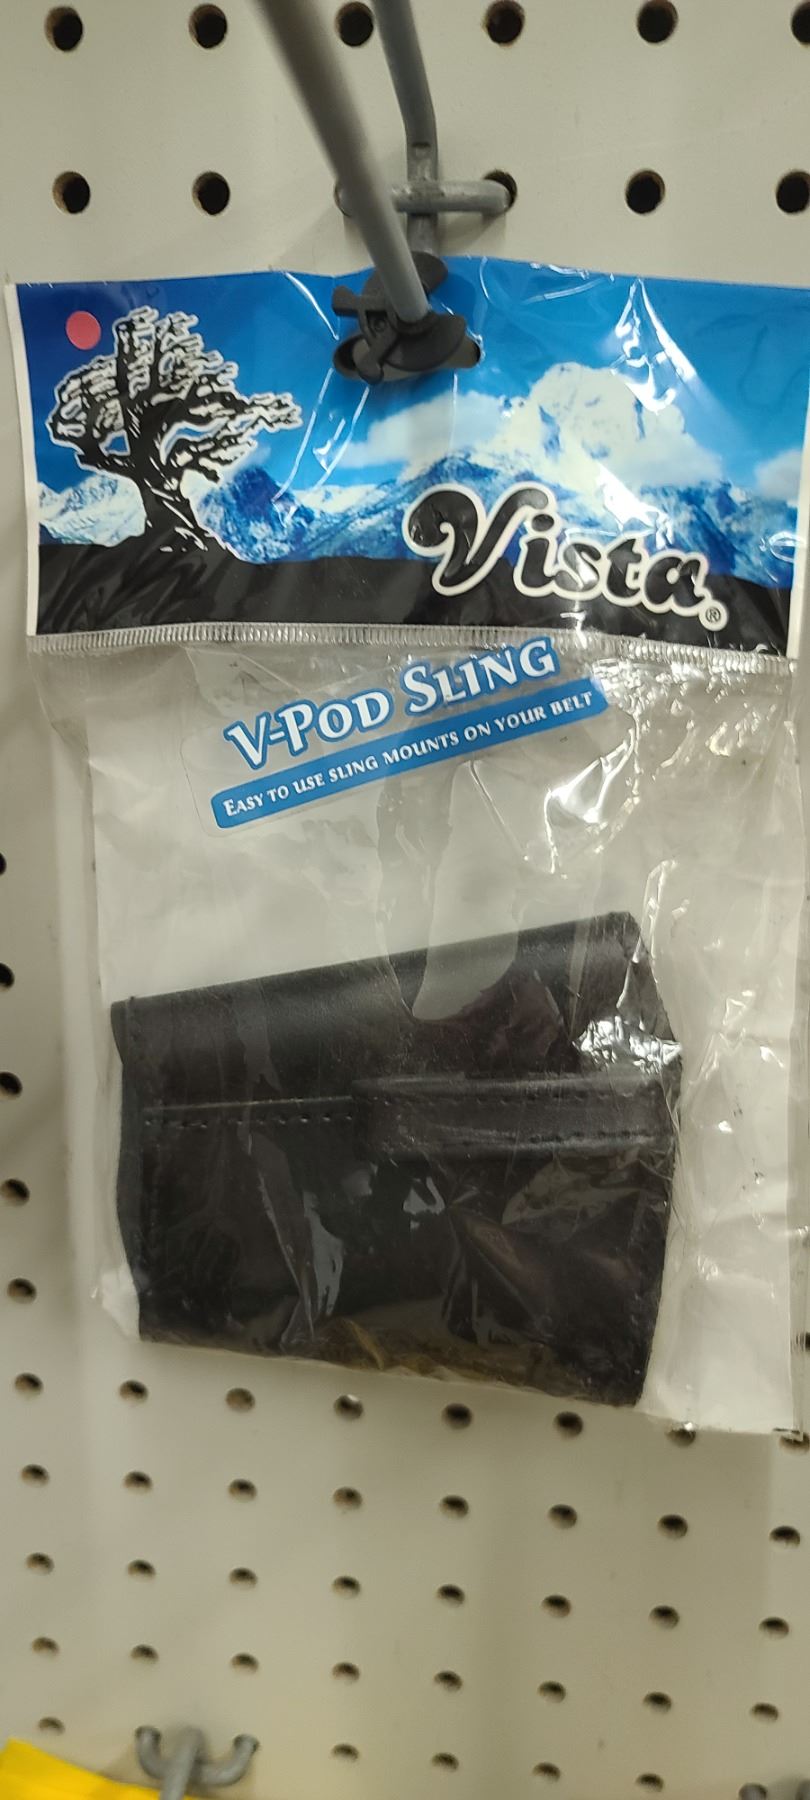 Vista®
V-POD SLING
EASY TO USE SLING MOUNTS ON YOUR BELT